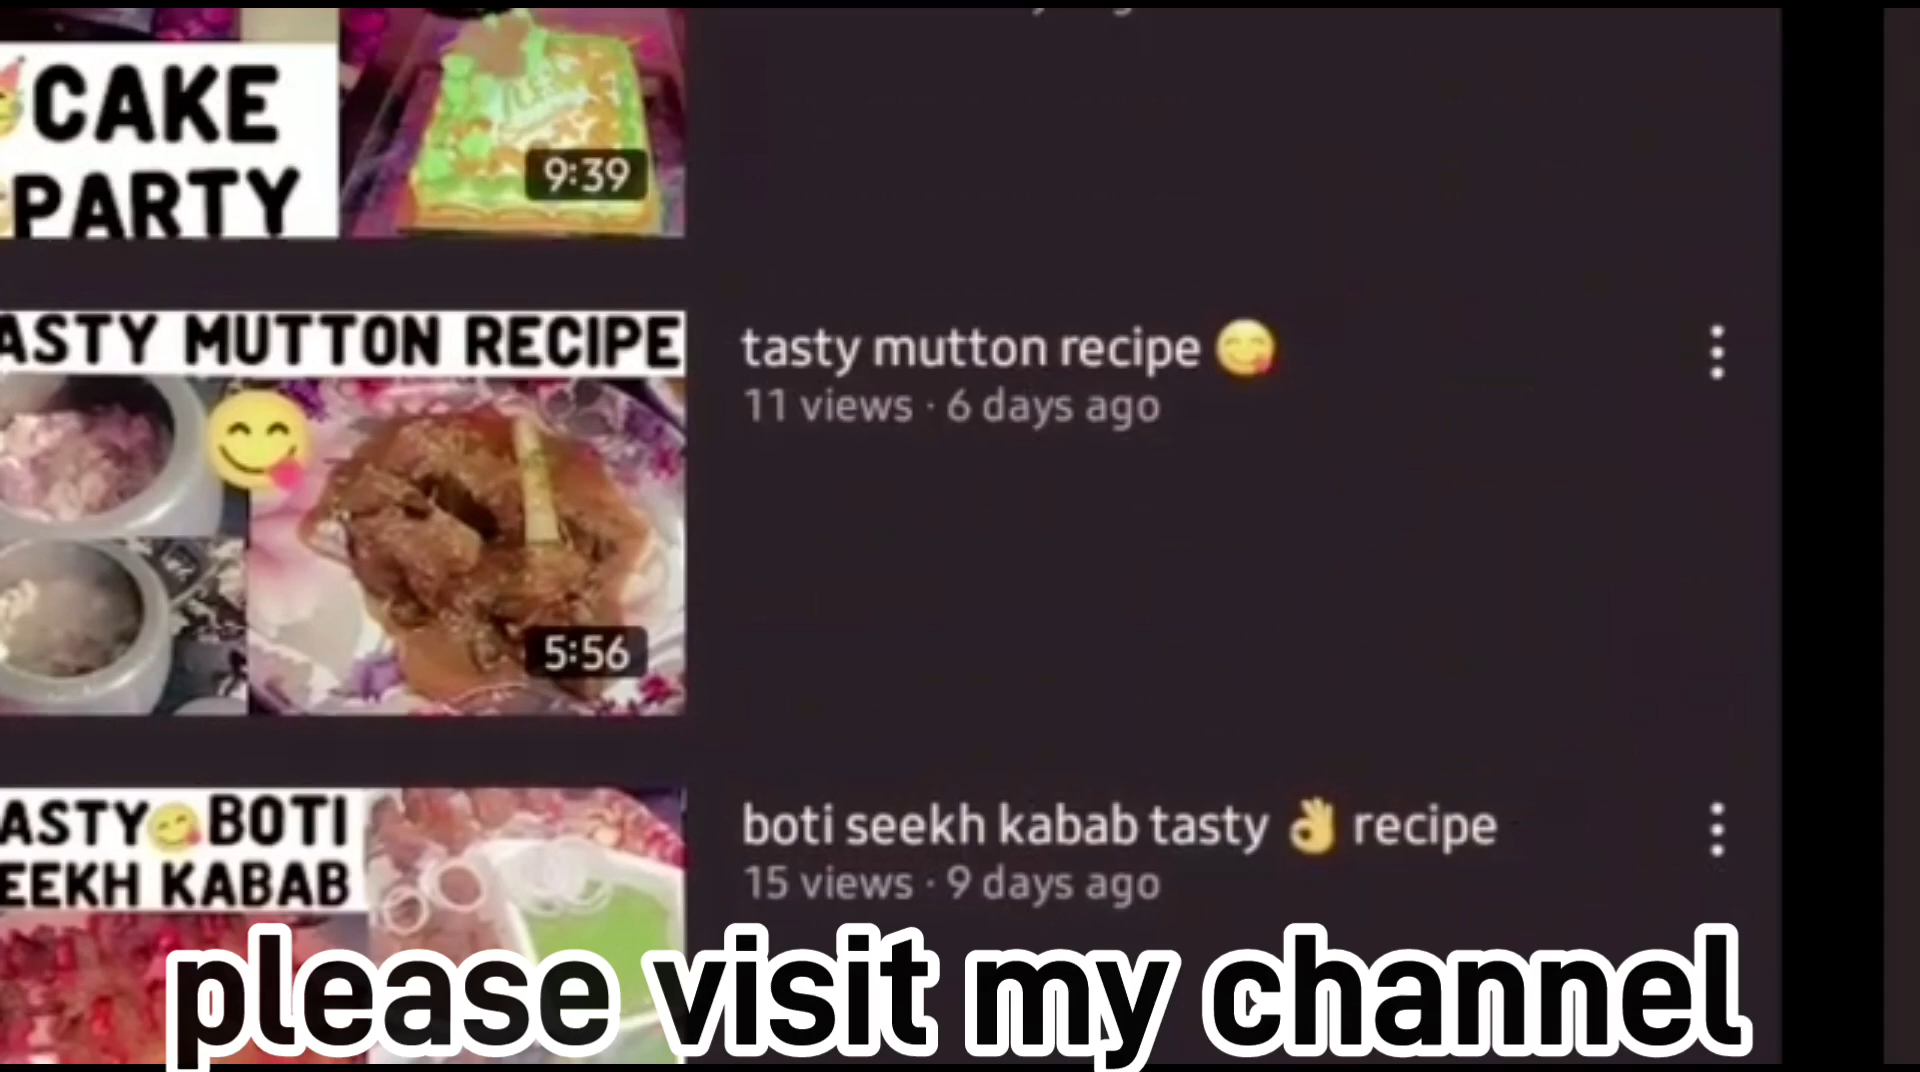 CAKE
PARTY
9:39
ASTY MUTTON RECIPE
5:56
tasty mutton recipe 😋
11 views · 6 days ago
ASTY😋BOTI
EEKH KABAB
boti seekh kabab tasty 👌 recipe
15 views · 9 days ago
please visit my channel